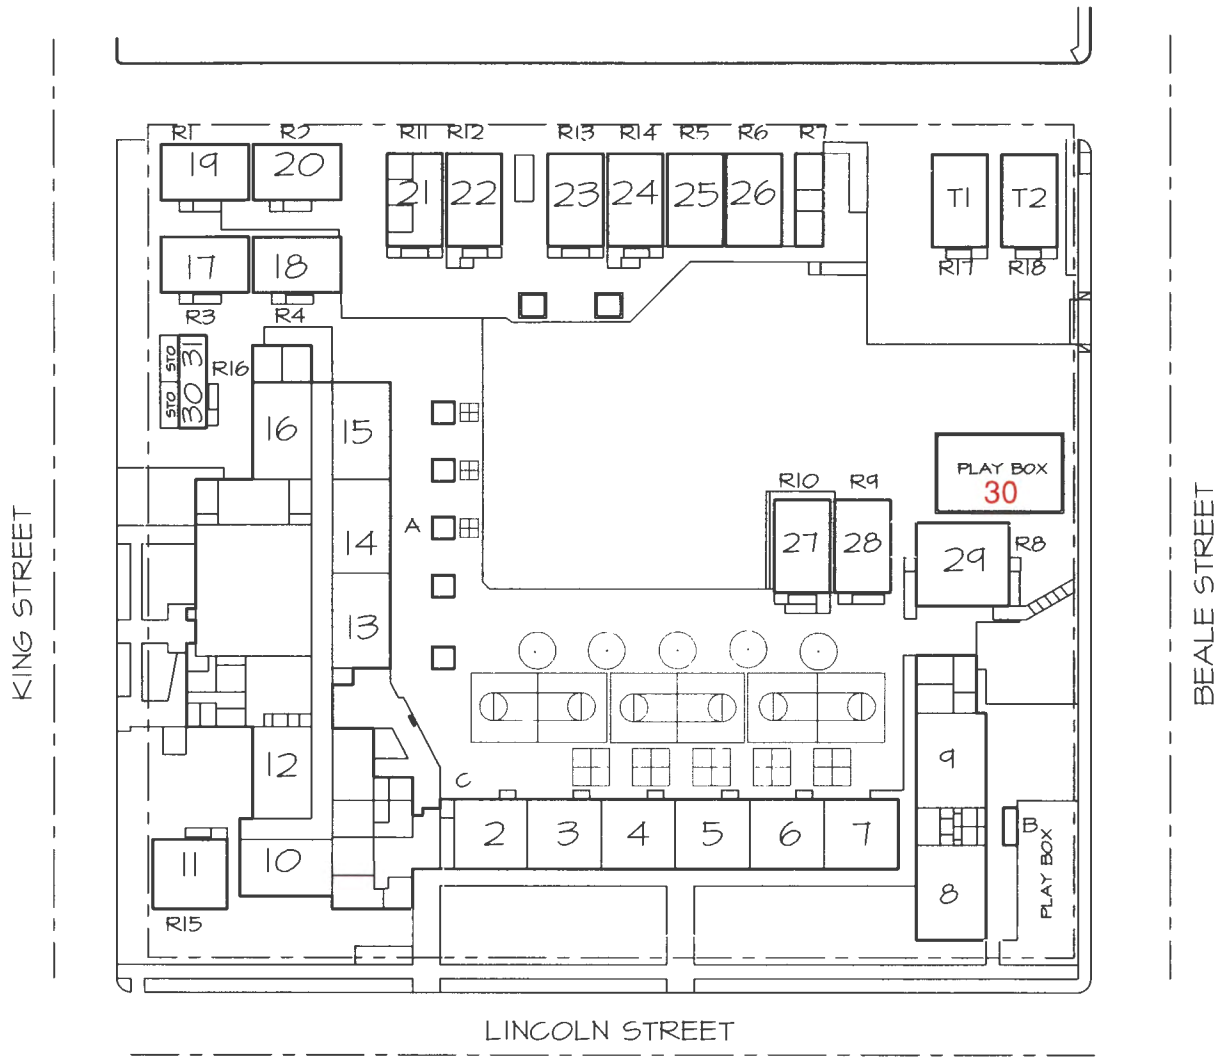 R1 R2 R11 R12 R13 R14 R5 R6 R7
19 20 21 22 23 24 25 26 T1 T2
17 18 R17 R18
R3 R4
STO 31 R16
STO 30
16 15
PLAY BOX
30
R10 R9
A 14 27 28 29 R8
13
KING STREET
BEALE STREET
12 9
C
2 3 4 5 6 7 B
PLAY BOX
11 10 8
R15
LINCOLN STREET